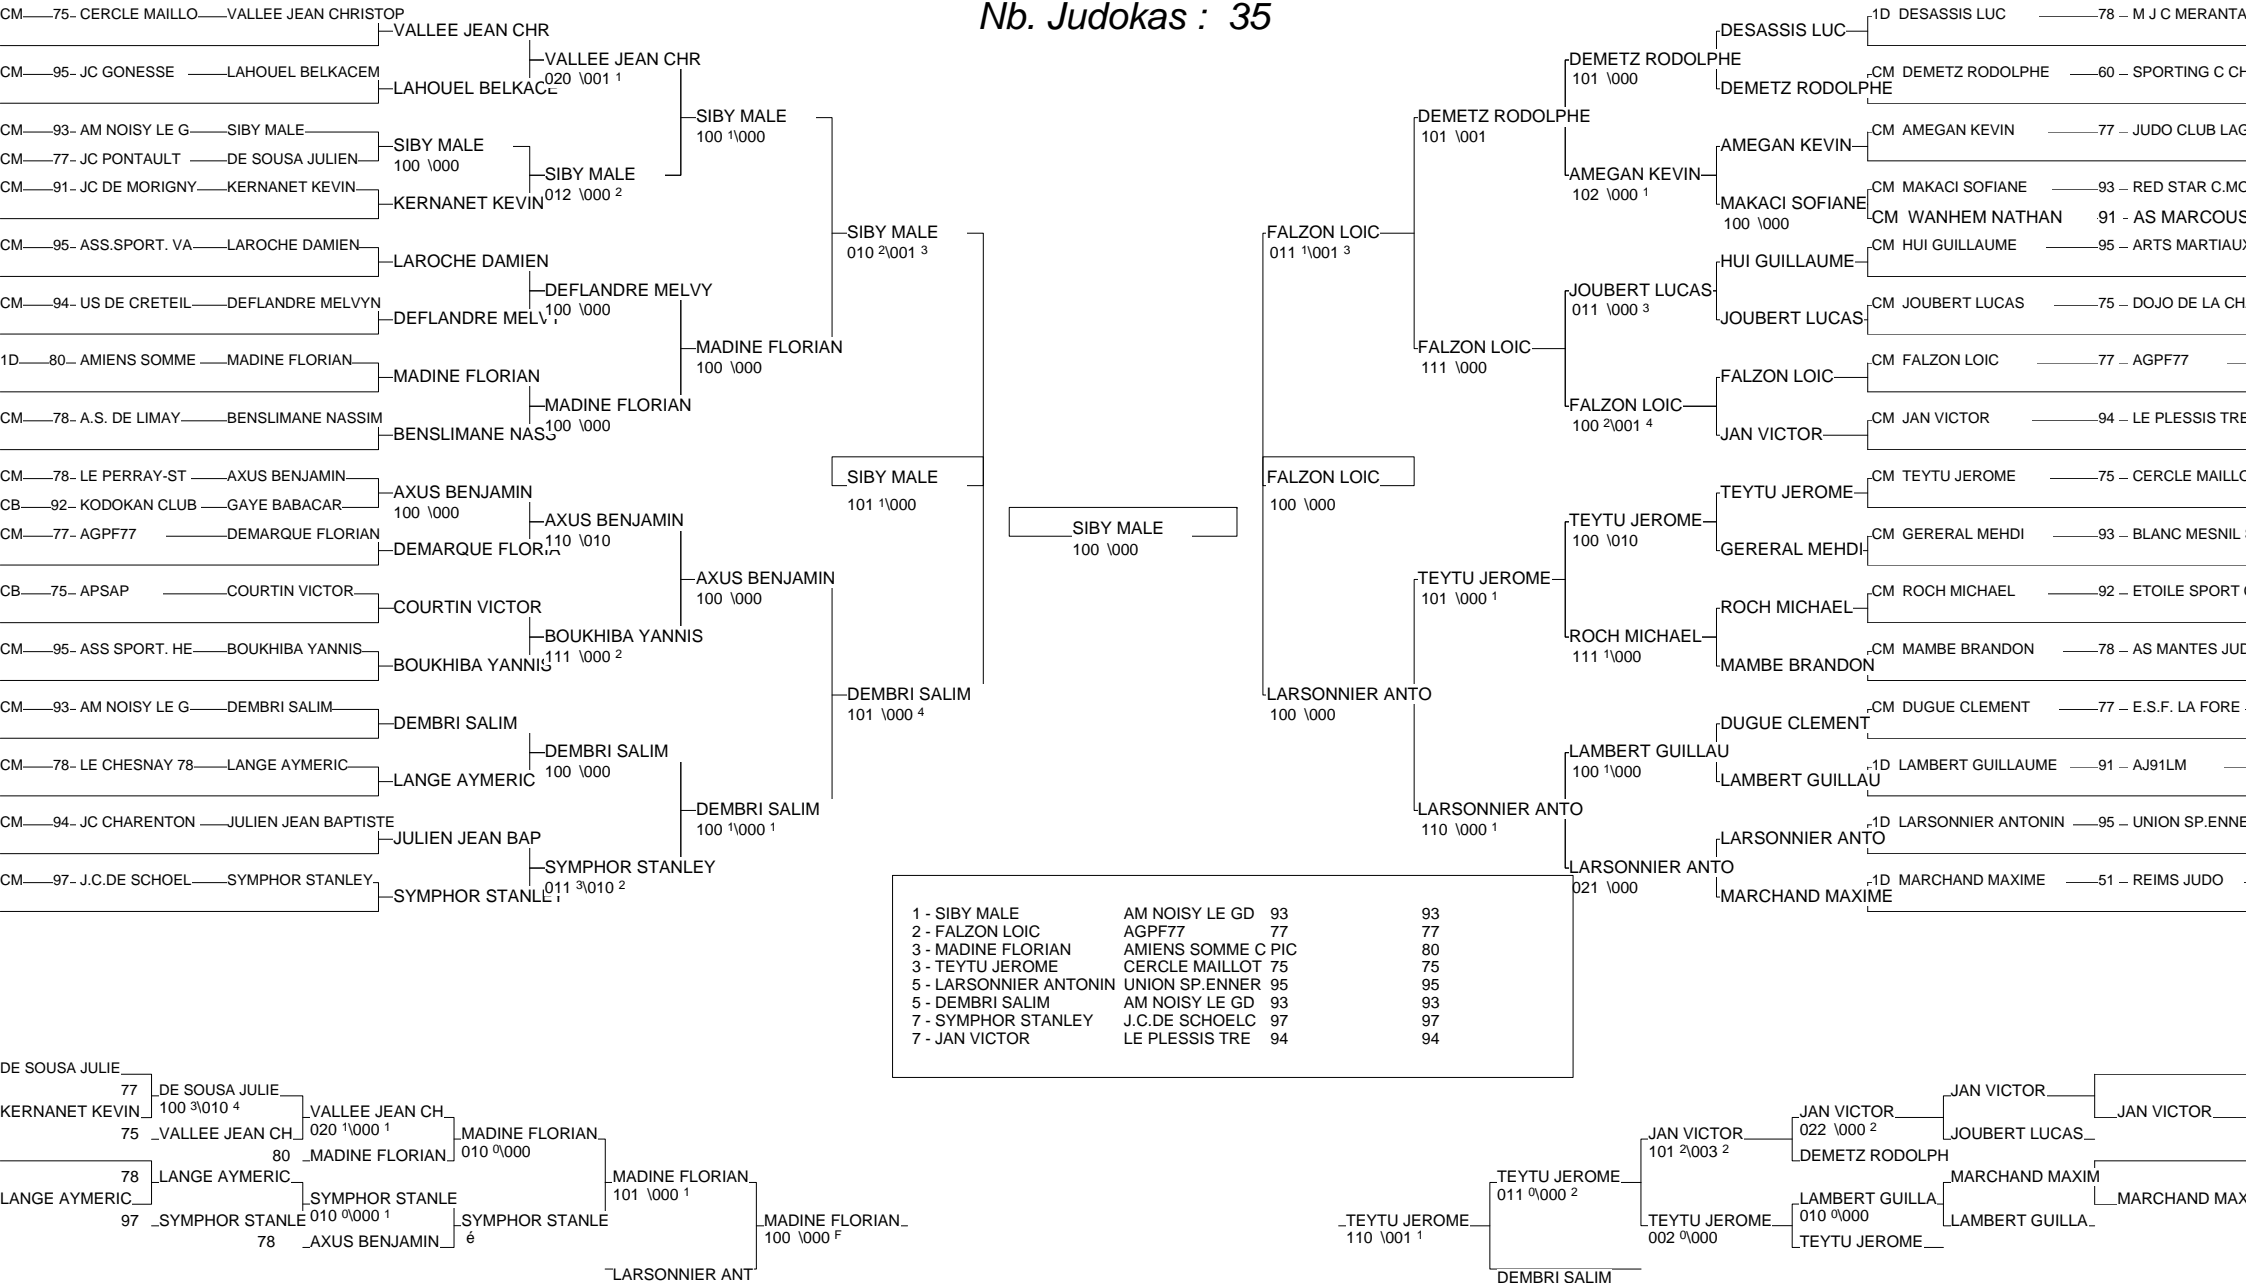 Nb. Judokas : 35
CM 75 CERCLE MAILLO VALLEE JEAN CHRISTOP
VALLEE JEAN CHR
CM 95 JC GONESSE LAHOUEL BELKACEM
VALLEE JEAN CHR
020 \001 1
LAHOUEL BELKACE
CM 93 AM NOISY LE G SIBY MALE
SIBY MALE
100 1\000
SIBY MALE
100 \000
CM 77 JC PONTAULT DE SOUSA JULIEN
SIBY MALE
012 \000 2
CM 91 JC DE MORIGNY KERNANET KEVIN
KERNANET KEVIN
SIBY MALE
010 2\001 3
CM 95 ASS.SPORT. VA LAROCHE DAMIEN
LAROCHE DAMIEN
DEFLANDRE MELVY
100 \000
CM 94 US DE CRETEIL DEFLANDRE MELVYN
DEFLANDRE MELVY
MADINE FLORIAN
100 \000
1D 80 AMIENS SOMME MADINE FLORIAN
MADINE FLORIAN
MADINE FLORIAN
100 \000
CM 78 A.S. DE LIMAY BENSLIMANE NASSIM
BENSLIMANE NASS
CM 78 LE PERRAY-ST AXUS BENJAMIN
SIBY MALE
101 1\000
AXUS BENJAMIN
100 \000
CB 92 KODOKAN CLUB GAYE BABACAR
AXUS BENJAMIN
110 \010
CM 77 AGPF77 DEMARQUE FLORIAN
DEMARQUE FLORIA
SIBY MALE
100 \000
AXUS BENJAMIN
100 \000
CB 75 APSAP COURTIN VICTOR
COURTIN VICTOR
BOUKHIBA YANNIS
111 \000 2
CM 95 ASS SPORT. HE BOUKHIBA YANNIS
BOUKHIBA YANNIS
DEMBRI SALIM
101 \000 4
CM 93 AM NOISY LE G DEMBRI SALIM
DEMBRI SALIM
DEMBRI SALIM
100 \000
CM 78 LE CHESNAY 78 LANGE AYMERIC
LANGE AYMERIC
DEMBRI SALIM
100 1\000 1
CM 94 JC CHARENTON JULIEN JEAN BAPTISTE
JULIEN JEAN BAP
SYMPHOR STANLEY
011 3\010 2
CM 97 J.C.DE SCHOEL SYMPHOR STANLEY
SYMPHOR STANLEY
1D DESASSIS LUC 78 – M J C MERANTA
DESASSIS LUC
DEMETZ RODOLPHE
101 \000
CM DEMETZ RODOLPHE 60 – SPORTING C CH
DEMETZ RODOLPHE
DEMETZ RODOLPHE
101 \001
CM AMEGAN KEVIN 77 – JUDO CLUB LAG
AMEGAN KEVIN
AMEGAN KEVIN
102 \000 1
CM MAKACI SOFIANE 93 – RED STAR C.MO
MAKACI SOFIANE
100 \000
CM WANHEM NATHAN 91 - AS MARCOUS
FALZON LOIC
011 1\001 3
CM HUI GUILLAUME 95 – ARTS MARTIAUX
HUI GUILLAUME
JOUBERT LUCAS
011 \000 3
CM JOUBERT LUCAS 75 – DOJO DE LA CH
JOUBERT LUCAS
FALZON LOIC
111 \000
CM FALZON LOIC 77 – AGPF77
FALZON LOIC
FALZON LOIC
100 2\001 4
CM JAN VICTOR 94 – LE PLESSIS TRE
JAN VICTOR
FALZON LOIC
100 \000
CM TEYTU JEROME 75 – CERCLE MAILLO
TEYTU JEROME
TEYTU JEROME
100 \010
CM GERERAL MEHDI 93 – BLANC MESNIL
GERERAL MEHDI
TEYTU JEROME
101 \000 1
CM ROCH MICHAEL 92 – ETOILE SPORT
ROCH MICHAEL
ROCH MICHAEL
111 1\000
CM MAMBE BRANDON 78 – AS MANTES JUD
MAMBE BRANDON
LARSONNIER ANTO
100 \000
CM DUGUE CLEMENT 77 – E.S.F. LA FORE
DUGUE CLEMENT
LAMBERT GUILLAU
100 1\000
1D LAMBERT GUILLAUME 91 – AJ91LM
LAMBERT GUILLAU
LARSONNIER ANTO
110 \000 1
1D LARSONNIER ANTONIN 95 – UNION SP.ENNE
LARSONNIER ANTO
LARSONNIER ANTO
021 \000
1D MARCHAND MAXIME 51 – REIMS JUDO
MARCHAND MAXIME
1 - SIBY MALE AM NOISY LE GD 93 93
2 - FALZON LOIC AGPF77 77 77
3 - MADINE FLORIAN AMIENS SOMME C PIC 80
3 - TEYTU JEROME CERCLE MAILLOT 75 75
5 - LARSONNIER ANTONIN UNION SP.ENNER 95 95
5 - DEMBRI SALIM AM NOISY LE GD 93 93
7 - SYMPHOR STANLEY J.C.DE SCHOELC 97 97
7 - JAN VICTOR LE PLESSIS TRE 94 94
DE SOUSA JULIE
77 DE SOUSA JULIE
100 3\010 4
KERNANET KEVIN
VALLEE JEAN CH
020 1\000 1
75 VALLEE JEAN CH
MADINE FLORIAN
010 0\000
80 MADINE FLORIAN
78 LANGE AYMERIC
MADINE FLORIAN
101 \000 1
LANGE AYMERIC
SYMPHOR STANLE
010 0\000 1
97 SYMPHOR STANLE
SYMPHOR STANLE
é
78 AXUS BENJAMIN
MADINE FLORIAN
100 \000 F
LARSONNIER ANT
JAN VICTOR
JAN VICTOR
JAN VICTOR
022 \000 2
JOUBERT LUCAS
JAN VICTOR
101 2\003 2
DEMETZ RODOLPH
TEYTU JEROME
011 0\000 2
MARCHAND MAXIM
MARCHAND MAX
LAMBERT GUILLA
010 0\000
LAMBERT GUILLA
TEYTU JEROME
110 \001 1
TEYTU JEROME
002 0\000
TEYTU JEROME
DEMBRI SALIM